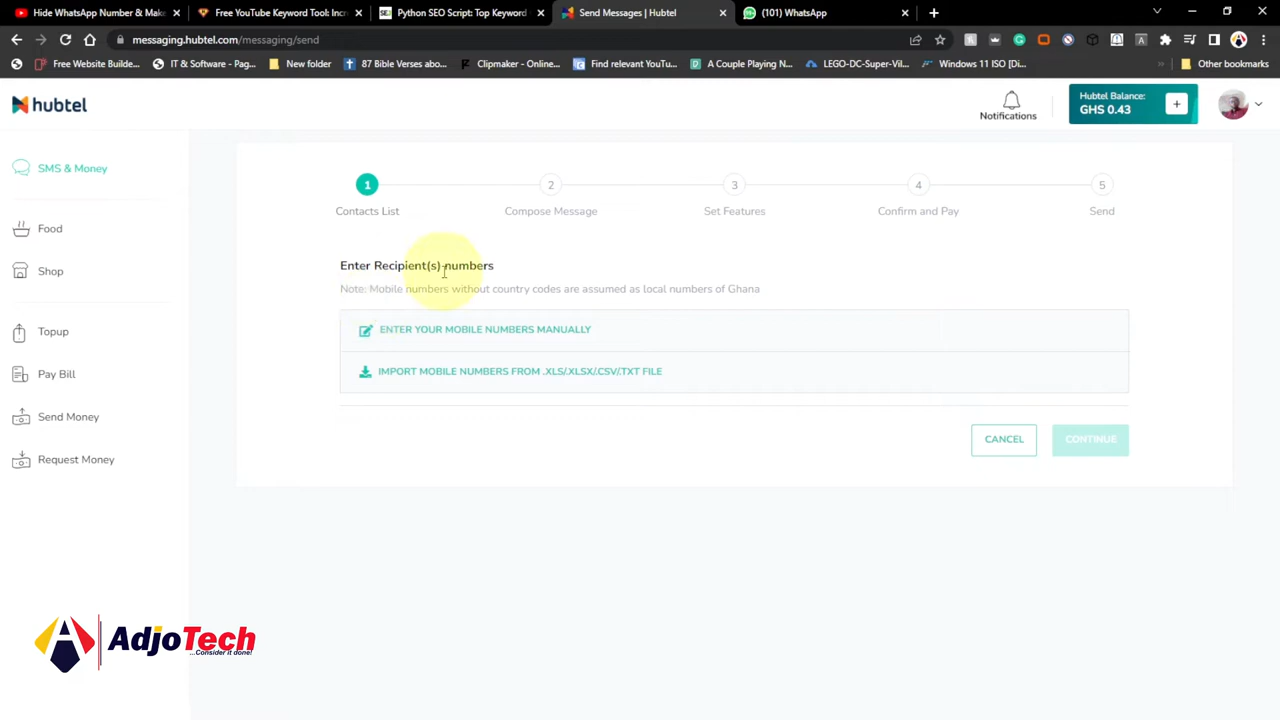 Hide WhatsApp Number & Make
Free YouTube Keyword Tool: Incre
Python SEO Script: Top Keyword
Send Messages | Hubtel
(101) WhatsApp
messaging.hubtel.com/messaging/send
Free Website Builde...
IT & Software - Pag...
New folder
87 Bible Verses abo...
Clipmaker - Online...
Find relevant YouTu...
A Couple Playing N...
LEGO-DC-Super-Vil...
Windows 11 ISO [Di...
Other bookmarks
hubtel
Notifications
Hubtel Balance:
GHS 0.43
SMS & Money
Food
Shop
Topup
Pay Bill
Send Money
Request Money
1 2 3 4 5
Contacts List Compose Message Set Features Confirm and Pay Send
Enter Recipient(s) numbers
Note: Mobile numbers without country codes are assumed as local numbers of Ghana
ENTER YOUR MOBILE NUMBERS MANUALLY
IMPORT MOBILE NUMBERS FROM .XLS/.XLSX/.CSV/.TXT FILE
CANCEL CONTINUE
AdjoTech
...Consider it done!